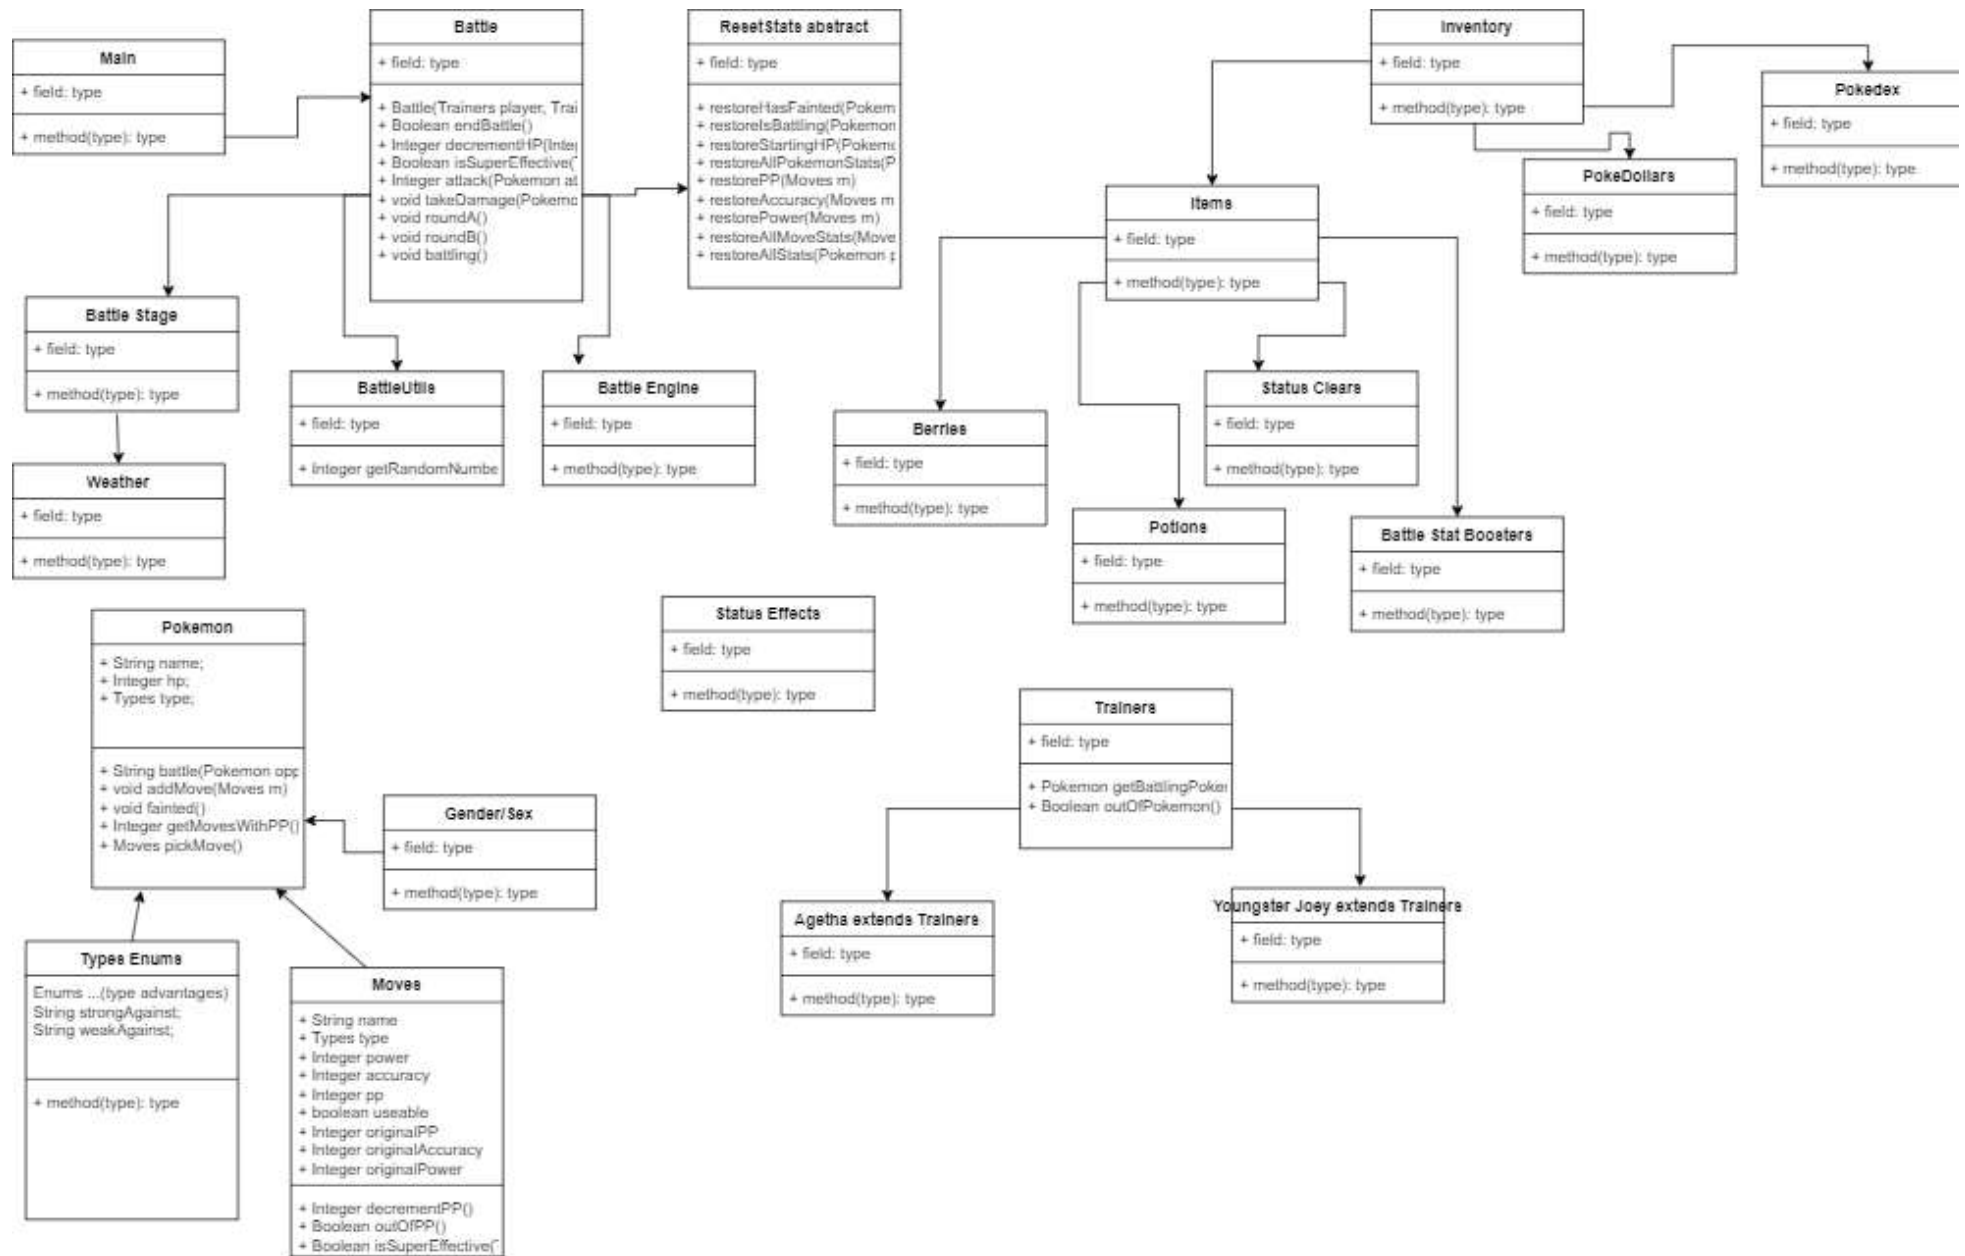 Main
+ field: type
+ method(type): type
Battle
+ field: type
+ Battle(Trainers player, Trai
+ Boolean endBattle()
+ Integer decrementHP(Inte
+ Boolean isSuperEffective(
+ Integer attack(Pokemon at
+ void takeDamage(Pokemo
+ void roundA()
+ void roundB()
+ void battling()
ResetStats abstract
+ field: type
+ restoreHasFainted(Pokem
+ restoreIsBattling(Pokemon
+ restoreStartingHP(Pokem
+ restoreAllPokemonStats(P
+ restorePP(Moves m)
+ restoreAccuracy(Moves m
+ restorePower(Moves m)
+ restoreAllMoveStats(Move
+ restoreAllStats(Pokemon p
Inventory
+ field: type
+ method(type): type
Pokedex
+ field: type
+ method(type): type
PokeDollars
+ field: type
+ method(type): type
Items
+ field: type
+ method(type): type
Battle Stage
+ field: type
+ method(type): type
BattleUtils
+ field: type
+ Integer getRandomNumbe
Battle Engine
+ field: type
+ method(type): type
Weather
+ field: type
+ method(type): type
Berries
+ field: type
+ method(type): type
Status Clears
+ field: type
+ method(type): type
Potions
+ field: type
+ method(type): type
Battle Stat Boosters
+ field: type
+ method(type): type
Pokemon
+ String name;
+ Integer hp;
+ Types type;
+ String battle(Pokemon opp
+ void addMove(Moves m)
+ void fainted()
+ Integer getMovesWithPP()
+ Moves pickMove()
Status Effects
+ field: type
+ method(type): type
Trainers
+ field: type
+ Pokemon getBattlingPoke
+ Boolean outOfPokemon()
Gender/Sex
+ field: type
+ method(type): type
Agetha extends Trainers
+ field: type
+ method(type): type
Youngster Joey extends Trainers
+ field: type
+ method(type): type
Types Enums
Enums ...(type advantages)
String strongAgainst;
String weakAgainst;
+ method(type): type
Moves
+ String name
+ Types type
+ Integer power
+ Integer accuracy
+ Integer pp
+ boolean useable
+ Integer originalPP
+ Integer originalAccuracy
+ Integer originalPower
+ Integer decrementPP()
+ Boolean outOfPP()
+ Boolean isSuperEffective(